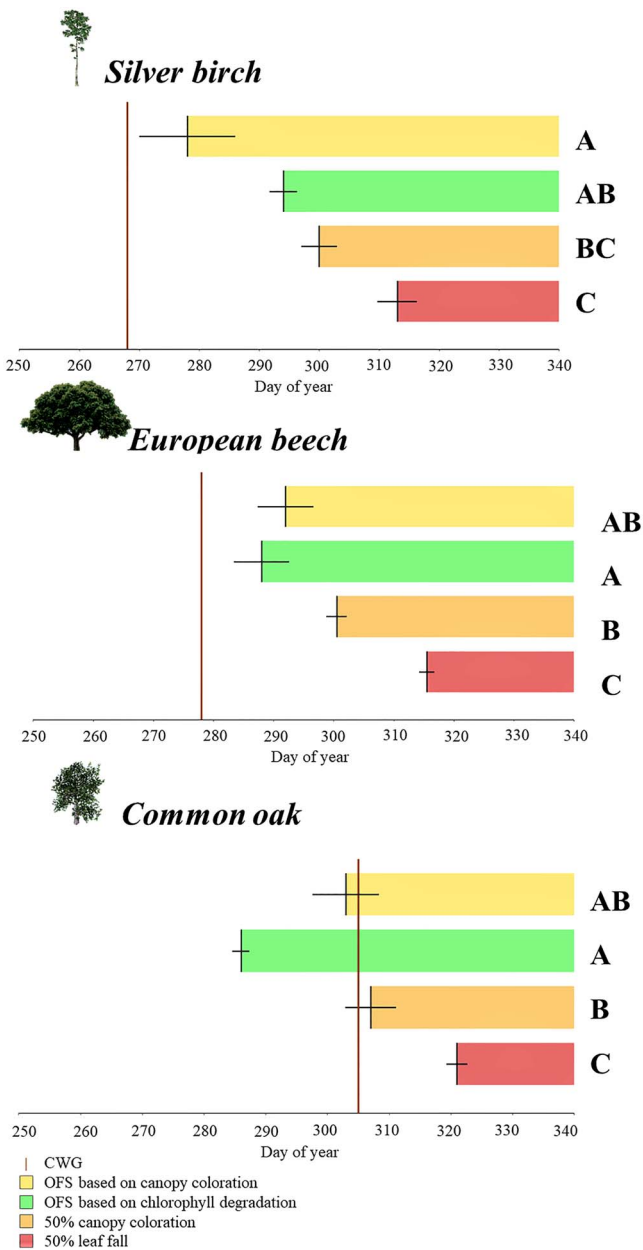 Silver birch
A
AB
BC
C
250 260 270 280 290 300 310 320 330 340
Day of year
European beech
AB
A
B
C
250 260 270 280 290 300 310 320 330 340
Day of year
Common oak
AB
A
B
C
250 260 270 280 290 300 310 320 330 340
Day of year
CWG
OFS based on canopy coloration
OFS based on chlorophyll degradation
50% canopy coloration
50% leaf fall